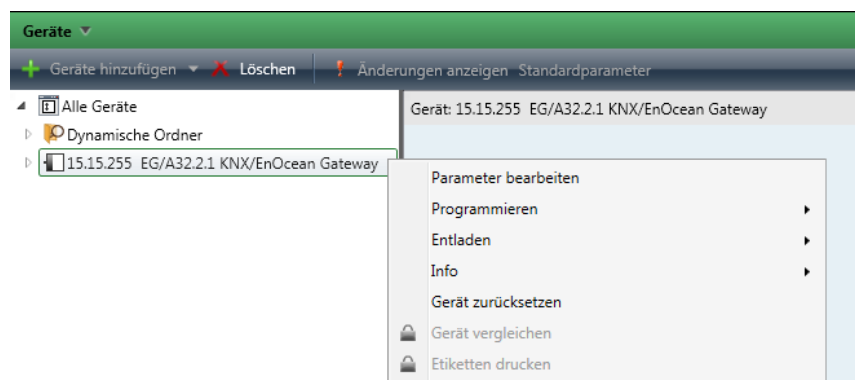 Geräte
Geräte hinzufügen Löschen Änderungen anzeigen Standardparameter
Alle Geräte
Dynamische Ordner
15.15.255 EG/A32.2.1 KNX/EnOcean Gateway
Gerät: 15.15.255 EG/A32.2.1 KNX/EnOcean Gateway
Parameter bearbeiten
Programmieren
Entladen
Info
Gerät zurücksetzen
Gerät vergleichen
Etiketten drucken